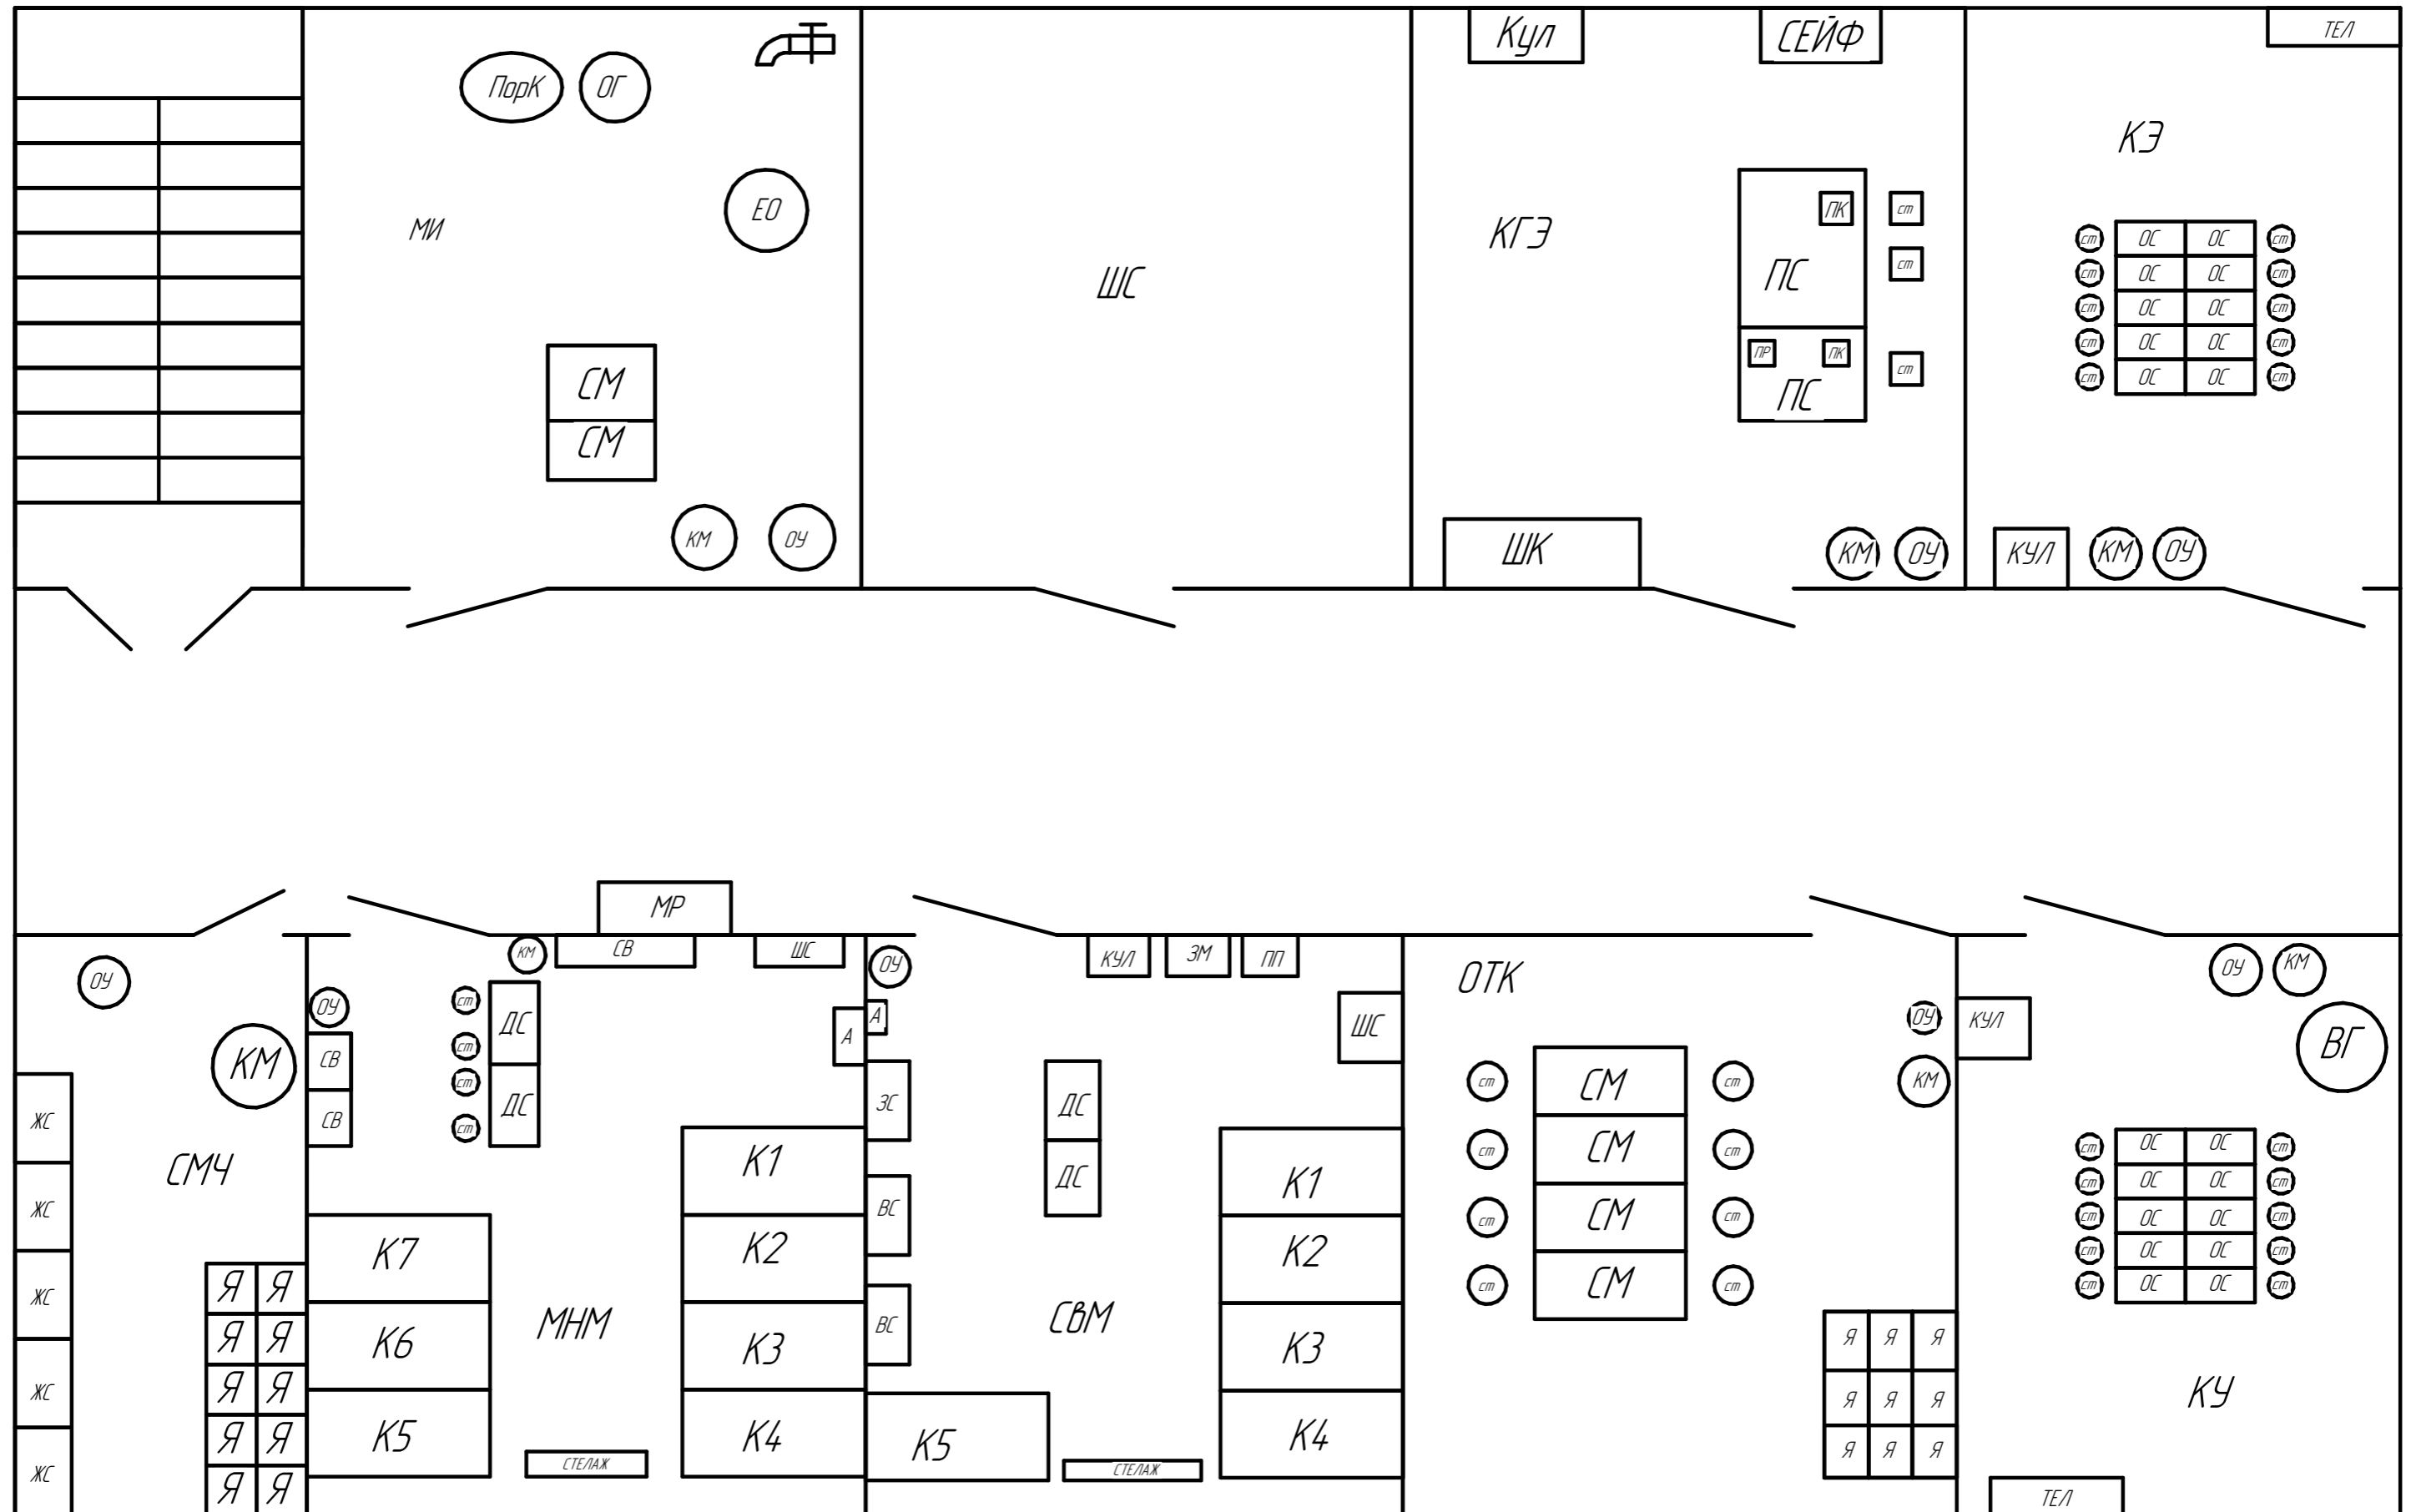 Кул СЕЙФ ТЕЛ
ПорК ОГ
КЭ
МИ ЕО
ШС
КГЭ
ПК ст
ст
ПС
ПР ПК ст
ПС
ст ОС ОС ст
ст ОС ОС ст
ст ОС ОС ст
ст ОС ОС ст
ст ОС ОС ст
СМ
СМ
КМ ОУ
ШК КМ ОУ
КУЛ КМ ОУ
МР
ОУ
КМ
СМЧ
ЖС
ЖС
ЖС
ЖС
ЖС
Я Я
Я Я
Я Я
Я Я
Я Я
КМ СВ ШС
ОУ
СВ
СВ
ст
ст
ст
ст
ДС
ДС
А
К1
К2
К3
К4
К7
К6
К5
МНМ
СТЕЛАЖ
ОУ
А
КУЛ ЗМ ПП
ШС
ЗС
ВС
ВС
ДС
ДС
К1
К2
К3
К4
СВМ
К5
СТЕЛАЖ
ОТК
ОУ
КМ
ст СМ ст
ст СМ ст
ст СМ ст
ст СМ ст
Я Я Я
Я Я Я
Я Я Я
ОУ КМ
КУЛ
ВГ
ст ОС ОС ст
ст ОС ОС ст
ст ОС ОС ст
ст ОС ОС ст
ст ОС ОС ст
КУ
ТЕЛ